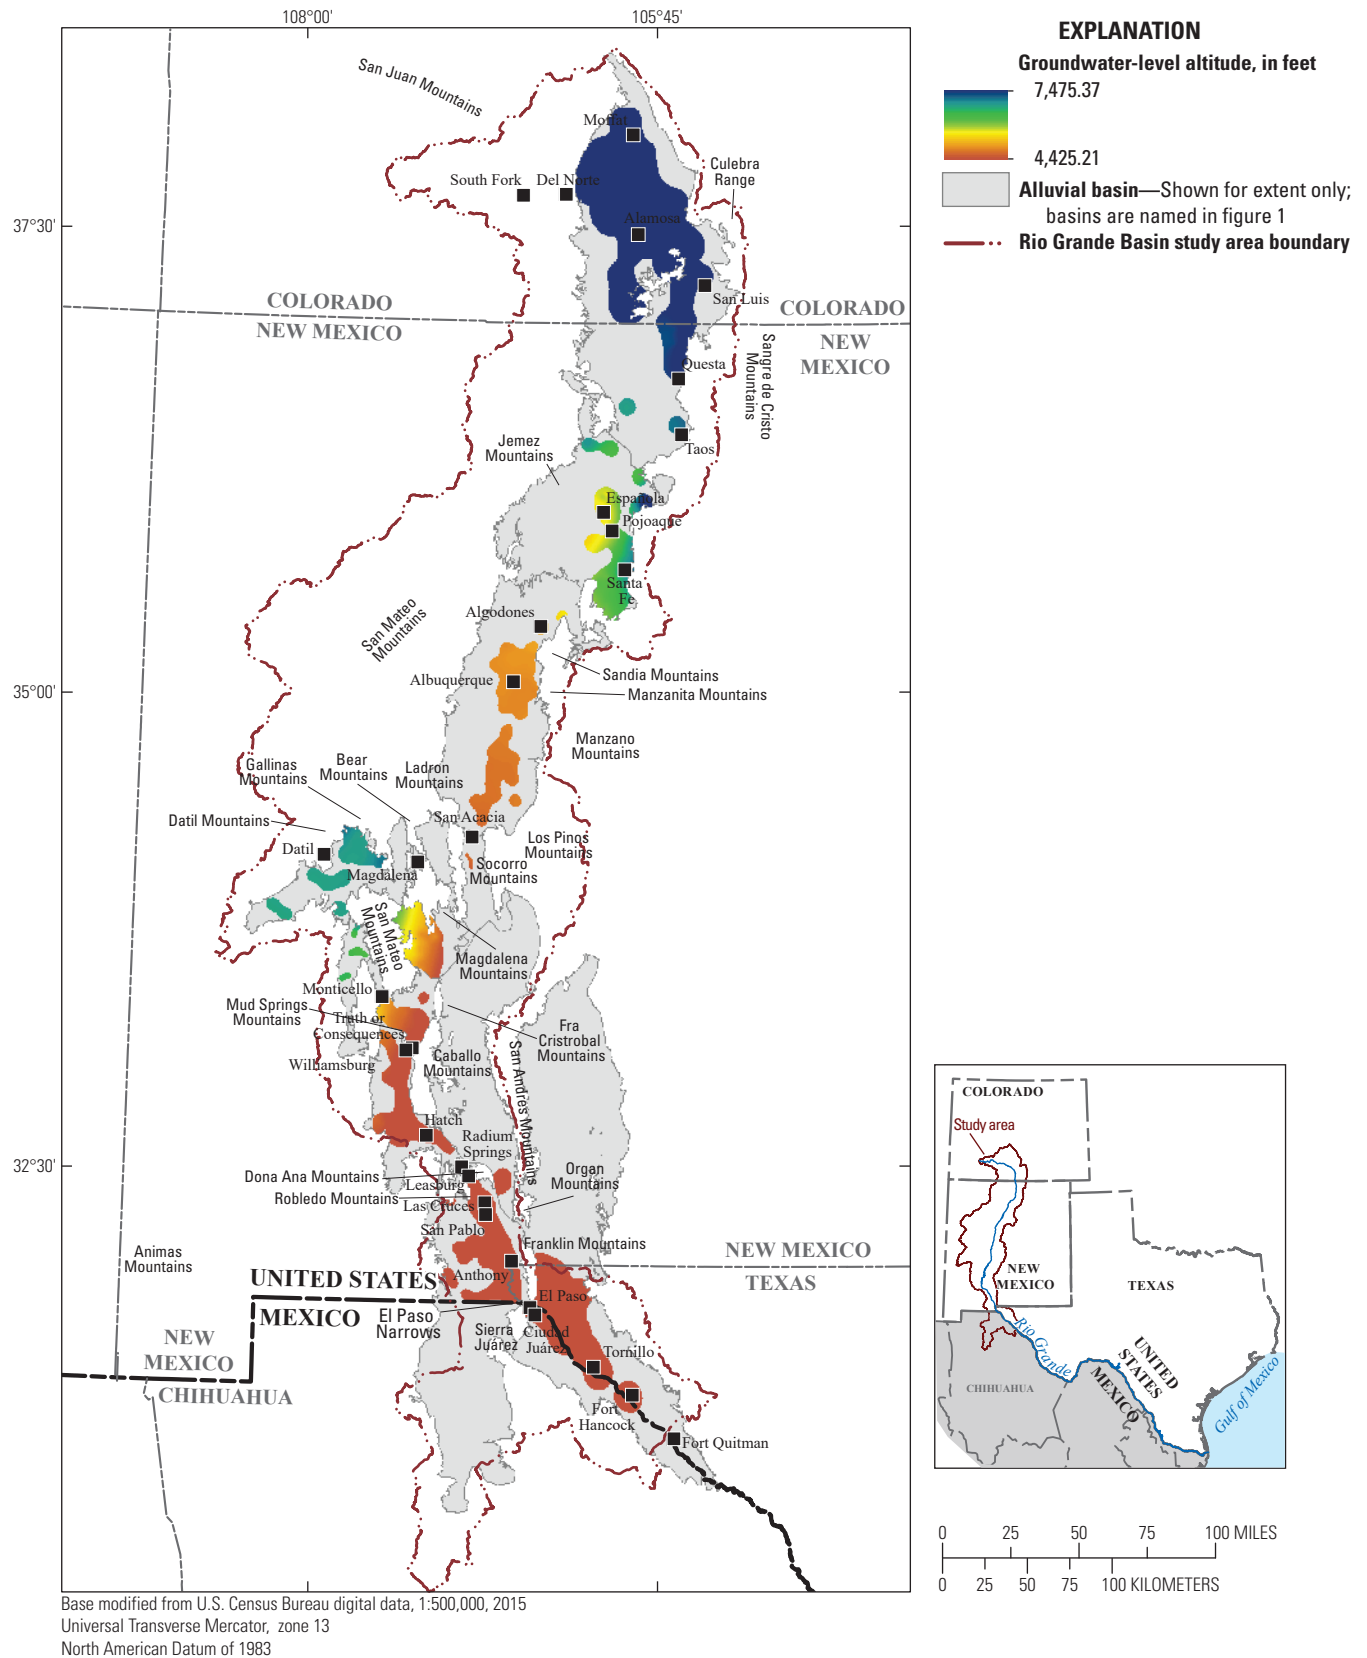 108°00'
105°45'
EXPLANATION
Groundwater-level altitude, in feet
7,475.37
4,425.21
Alluvial basin—Shown for extent only;
basins are named in figure 1
Rio Grande Basin study area boundary
San Juan Mountains
Moffat
Culebra
Range
South Fork
Del Norte
37°30'
Alamosa
San Luis
COLORADO
NEW MEXICO
COLORADO
NEW
MEXICO
Sangre de Cristo
Mountains
Questa
Taos
Jemez
Mountains
Española
Pojoaque
Santa
Fe
San Mateo
Mountains
Algodones
Sandia Mountains
Albuquerque
Manzanita Mountains
35°00'
Manzano
Mountains
Bear
Mountains
Gallinas
Mountains
Ladron
Mountains
Datil Mountains
San Acacia
Los Pinos
Mountains
Datil
Magdalena
Socorro
Mountains
San Mateo
Mountains
Magdalena
Mountains
Monticello
Mud Springs
Mountains
Truth or
Consequences
Fra
Cristrobal
Mountains
Williamsburg
Caballo
Mountains
San Andres Mountains
Hatch
Radium
Springs
32°30'
Dona Ana Mountains
Leasburg
Organ
Mountains
Robledo Mountains
Las Cruces
San Pablo
Franklin Mountains
Animas
Mountains
NEW MEXICO
TEXAS
UNITED STATES
MEXICO
Anthony
El Paso
El Paso
Narrows
Sierra
Juárez
Ciudad
Juárez
Tornillo
NEW
MEXICO
CHIHUAHUA
Fort
Hancock
Fort Quitman
COLORADO
Study area
NEW
MEXICO
TEXAS
Rio Grande
UNITED
STATES
MEXICO
CHIHUAHUA
Gulf of Mexico
0 25 50 75 100 MILES
0 25 50 75 100 KILOMETERS
Base modified from U.S. Census Bureau digital data, 1:500,000, 2015
Universal Transverse Mercator, zone 13
North American Datum of 1983